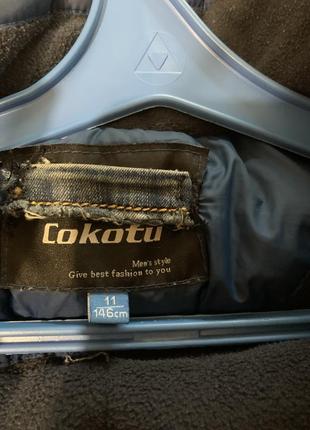 Cokotu
Men's style
Give best fashion to you
11
146cm